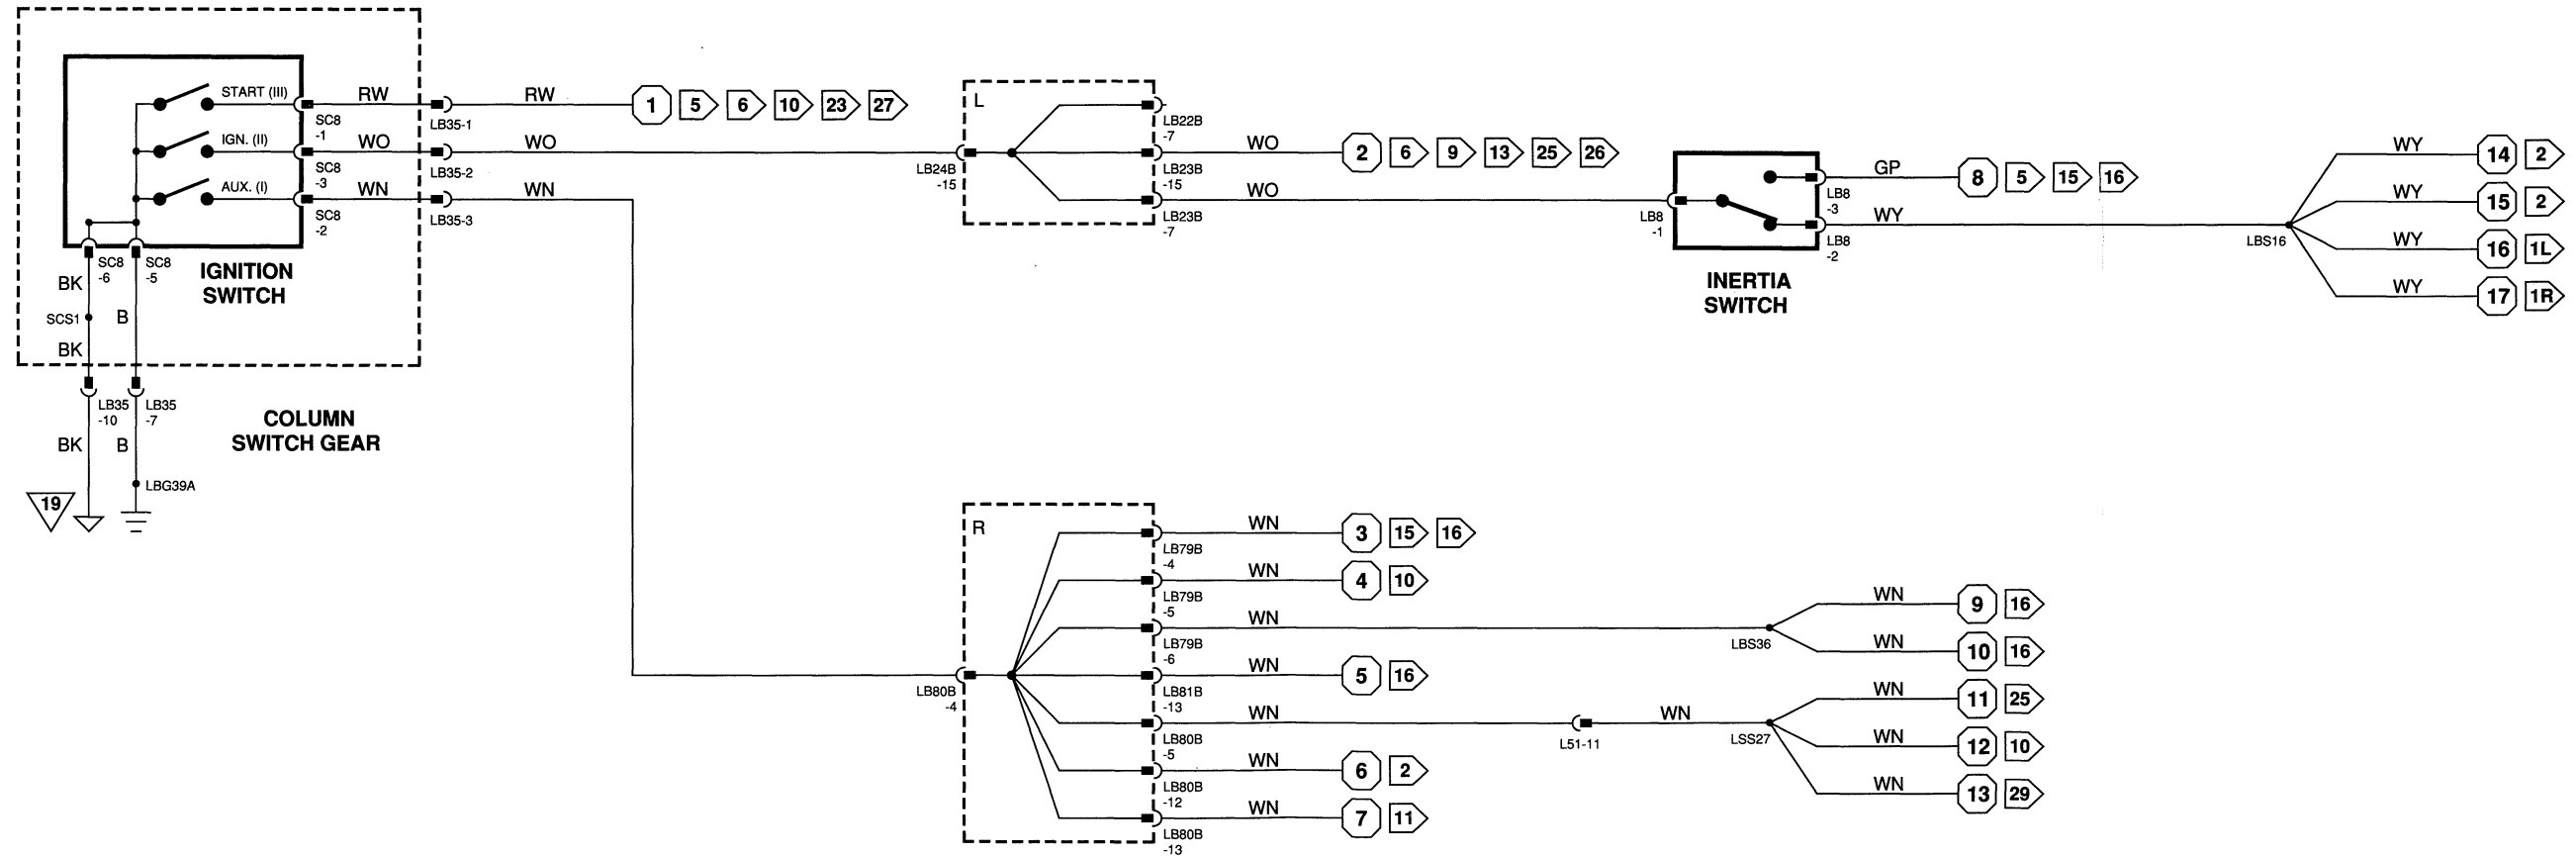 START (III)
SC8
-1
RW
LB35-1
RW
1 5 6 10 23 27
IGN. (II)
SC8
-3
WO
LB35-2
WO
AUX. (I)
SC8
-2
WN
LB35-3
WN
SC8
-6
SC8
-5
IGNITION
SWITCH
BK
SCS1
B
BK
LB35
-10
LB35
-7
COLUMN
SWITCH GEAR
BK
B
LBG39A
19
L
LB24B
-15
LB22B
-7
LB23B
-15
WO
2 6 9 13 25 26
LB23B
-7
WO
LB8
-1
LB8
-3
GP
8 5 15 16
LB8
-2
WY
INERTIA
SWITCH
LBS16
WY
14 2
WY
15 2
WY
16 1L
WY
17 1R
R
LB80B
-4
LB79B
-4
WN
3 15 16
LB79B
-5
WN
4 10
LB79B
-6
WN
LBS36
WN
9 16
WN
10 16
LB81B
-13
WN
5 16
LB80B
-5
WN
L51-11
WN
LSS27
WN
11 25
WN
12 10
WN
13 29
LB80B
-12
WN
6 2
LB80B
-13
WN
7 11